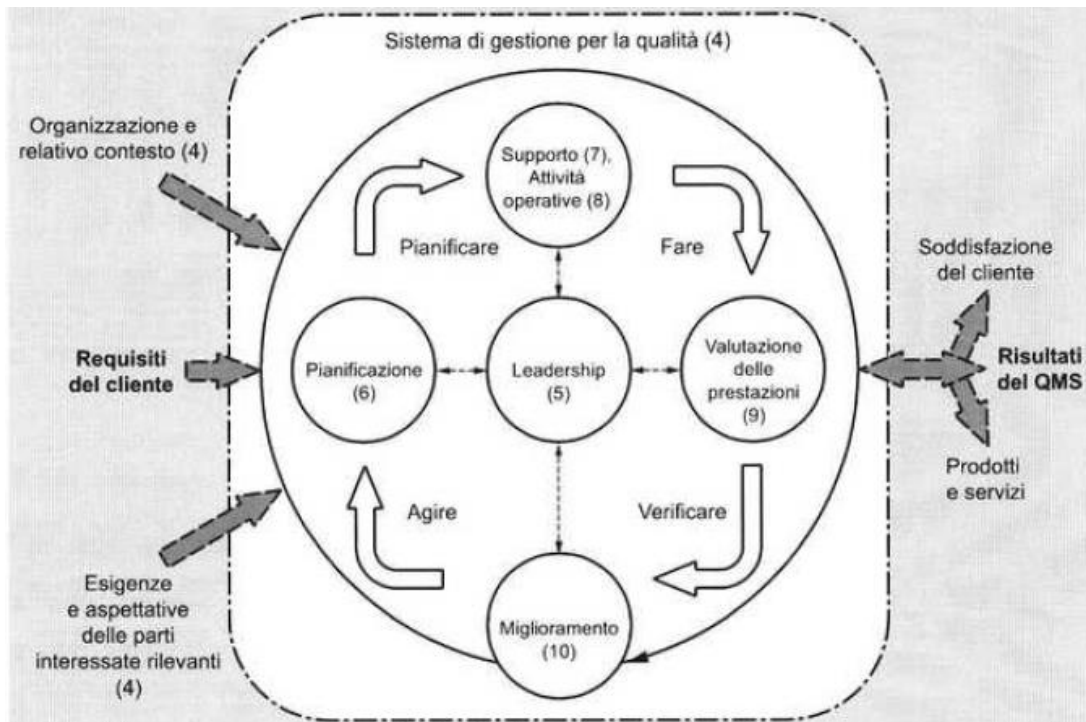 Sistema di gestione per la qualità (4)
Organizzazione e
relativo contesto (4)
Supporto (7),
Attività
operative (8)
Pianificare
Fare
Soddisfazione
del cliente
Requisiti
del cliente
Pianificazione
(6)
Leadership
(5)
Valutazione
delle
prestazioni
(9)
Risultati
del QMS
Prodotti
e servizi
Agire
Verificare
Esigenze
e aspettative
delle parti
interessate rilevanti
(4)
Miglioramento
(10)